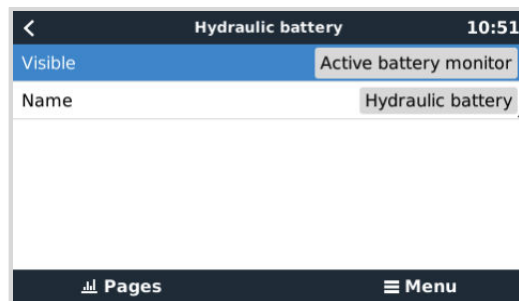 Hydraulic battery 10:51
Visible Active battery monitor
Name Hydraulic battery
Pages Menu